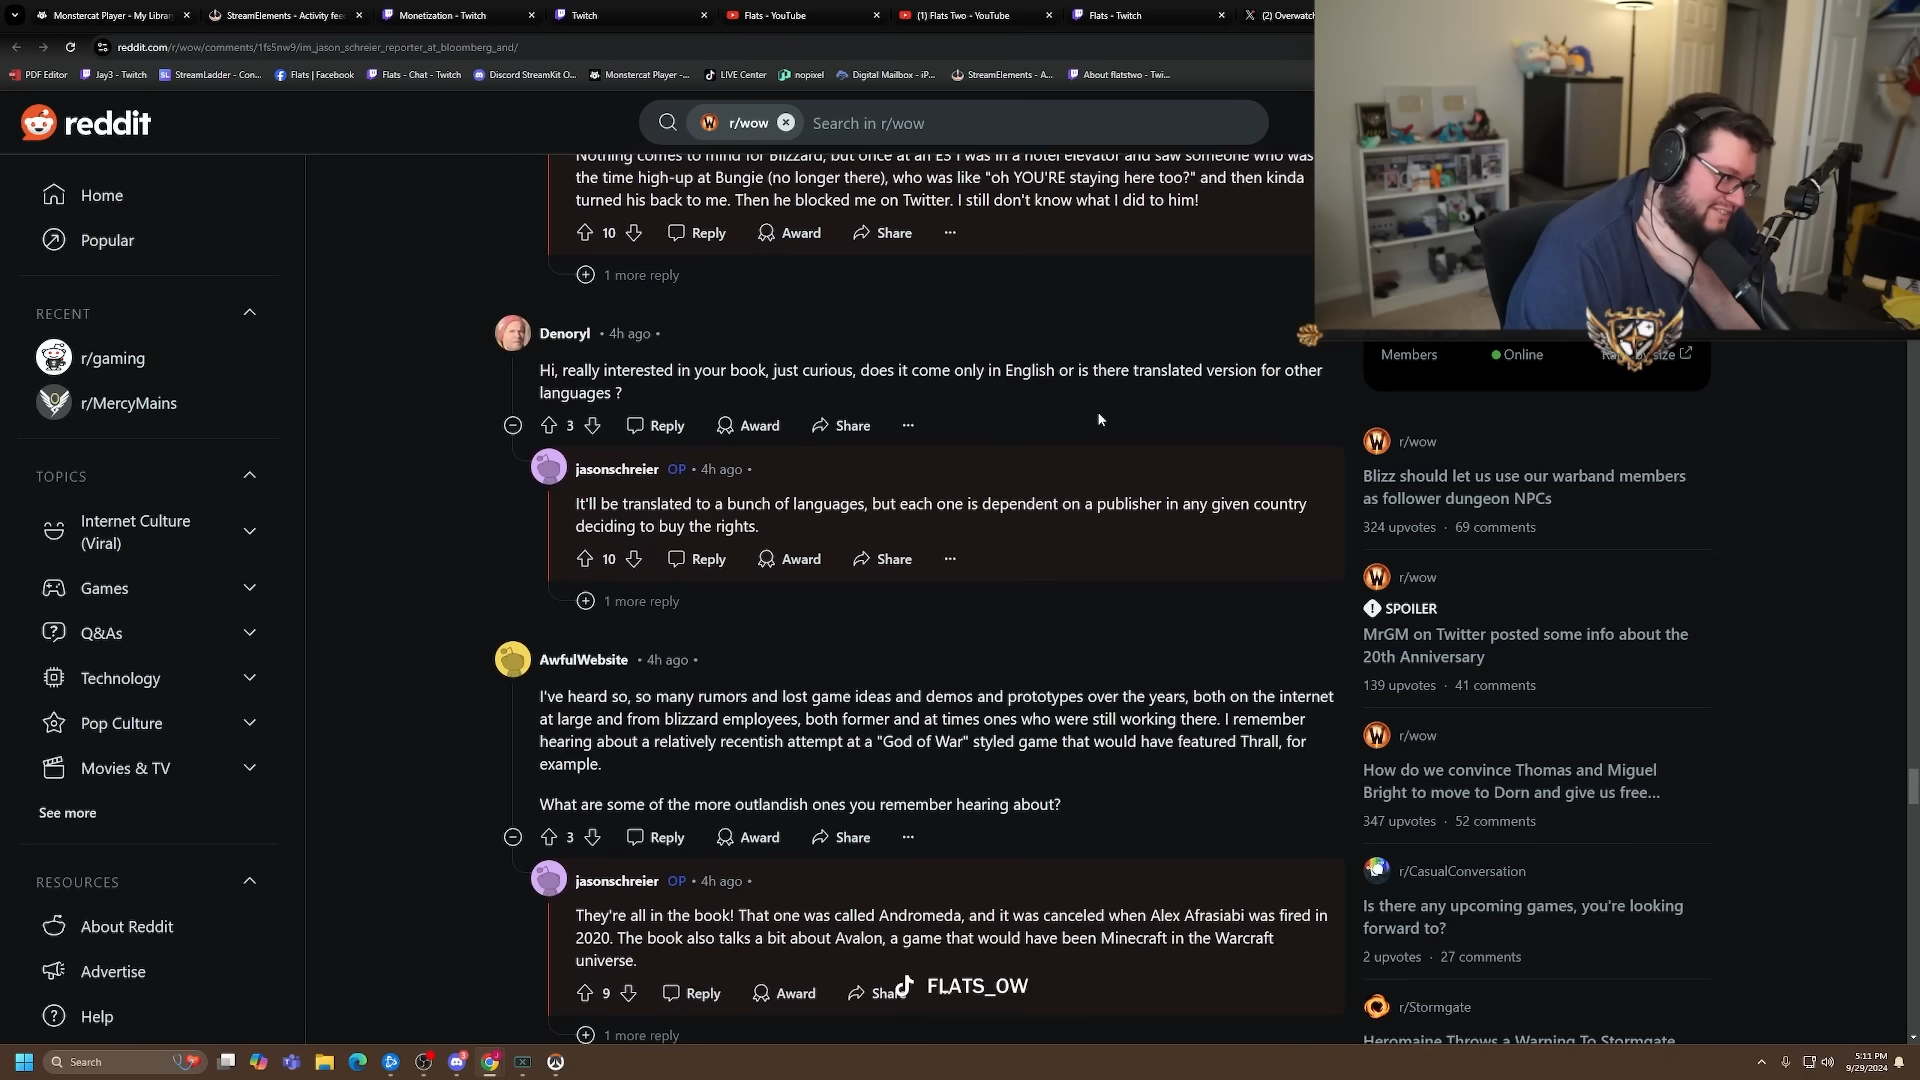 Monstercat Player - My Librar
StreamElements - Activity fee
Monetization - Twitch
Twitch
Flats - YouTube
(1) Flats Two - YouTube
Flats - Twitch
(2) Overwatch
reddit.com/r/wow/comments/1fs5nw9/im_jason_schreier_reporter_at_bloomberg_and/
PDF Editor
Jay3 - Twitch
StreamLadder - Con...
Flats | Facebook
Flats - Chat - Twitch
Discord StreamKit O...
Monstercat Player -...
LIVE Center
nopixel
Digital Mailbox - iP...
StreamElements - A...
About flatstwo - Twi...
reddit
r/wow
Search in r/wow
Home
Popular
RECENT
r/gaming
r/MercyMains
TOPICS
Internet Culture
(Viral)
Games
Q&As
Technology
Pop Culture
Movies & TV
See more
RESOURCES
About Reddit
Advertise
Help
Nothing comes to mind for Blizzard, but once at an E3 I was in a hotel elevator and saw someone who was
the time high-up at Bungie (no longer there), who was like "oh YOU'RE staying here too?" and then kinda
turned his back to me. Then he blocked me on Twitter. I still don't know what I did to him!
10 Reply Award Share ...
1 more reply
Denoryl • 4h ago •
Hi, really interested in your book, just curious, does it come only in English or is there translated version for other
languages ?
3 Reply Award Share ...
jasonschreier OP • 4h ago •
It'll be translated to a bunch of languages, but each one is dependent on a publisher in any given country
deciding to buy the rights.
10 Reply Award Share ...
1 more reply
AwfulWebsite • 4h ago •
I've heard so, so many rumors and lost game ideas and demos and prototypes over the years, both on the internet
at large and from blizzard employees, both former and at times ones who were still working there. I remember
hearing about a relatively recentish attempt at a "God of War" styled game that would have featured Thrall, for
example.
What are some of the more outlandish ones you remember hearing about?
3 Reply Award Share ...
jasonschreier OP • 4h ago •
They're all in the book! That one was called Andromeda, and it was canceled when Alex Afrasiabi was fired in
2020. The book also talks a bit about Avalon, a game that would have been Minecraft in the Warcraft
universe.
9 Reply Award Share
FLATS_OW
1 more reply
Members
Online
Rank by size
r/wow
Blizz should let us use our warband members
as follower dungeon NPCs
324 upvotes · 69 comments
r/wow
SPOILER
MrGM on Twitter posted some info about the
20th Anniversary
139 upvotes · 41 comments
r/wow
How do we convince Thomas and Miguel
Bright to move to Dorn and give us free...
347 upvotes · 52 comments
r/CasualConversation
Is there any upcoming games, you're looking
forward to?
2 upvotes · 27 comments
r/Stormgate
Heromaine Throws a Warning To Stormgate
Search
5:11 PM
9/29/2024